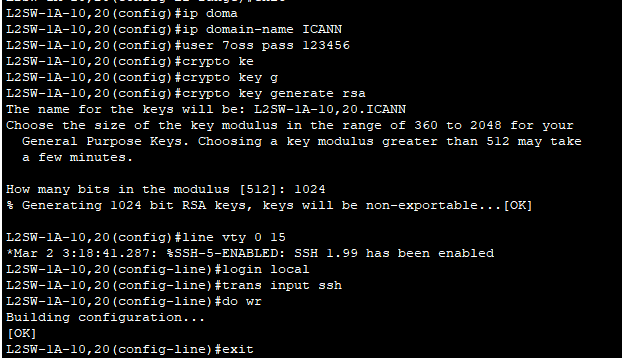 L2SW-1A-10,20(config)#ip doma
L2SW-1A-10,20(config)#ip domain-name ICANN
L2SW-1A-10,20(config)#user 7oss pass 123456
L2SW-1A-10,20(config)#crypto ke
L2SW-1A-10,20(config)#crypto key g
L2SW-1A-10,20(config)#crypto key generate rsa
The name for the keys will be: L2SW-1A-10,20.ICANN
Choose the size of the key modulus in the range of 360 to 2048 for your
  General Purpose Keys. Choosing a key modulus greater than 512 may take
  a few minutes.

How many bits in the modulus [512]: 1024
% Generating 1024 bit RSA keys, keys will be non-exportable...[OK]

L2SW-1A-10,20(config)#line vty 0 15
*Mar 2 3:18:41.287: %SSH-5-ENABLED: SSH 1.99 has been enabled
L2SW-1A-10,20(config-line)#login local
L2SW-1A-10,20(config-line)#trans input ssh
L2SW-1A-10,20(config-line)#do wr
Building configuration...
[OK]
L2SW-1A-10,20(config-line)#exit